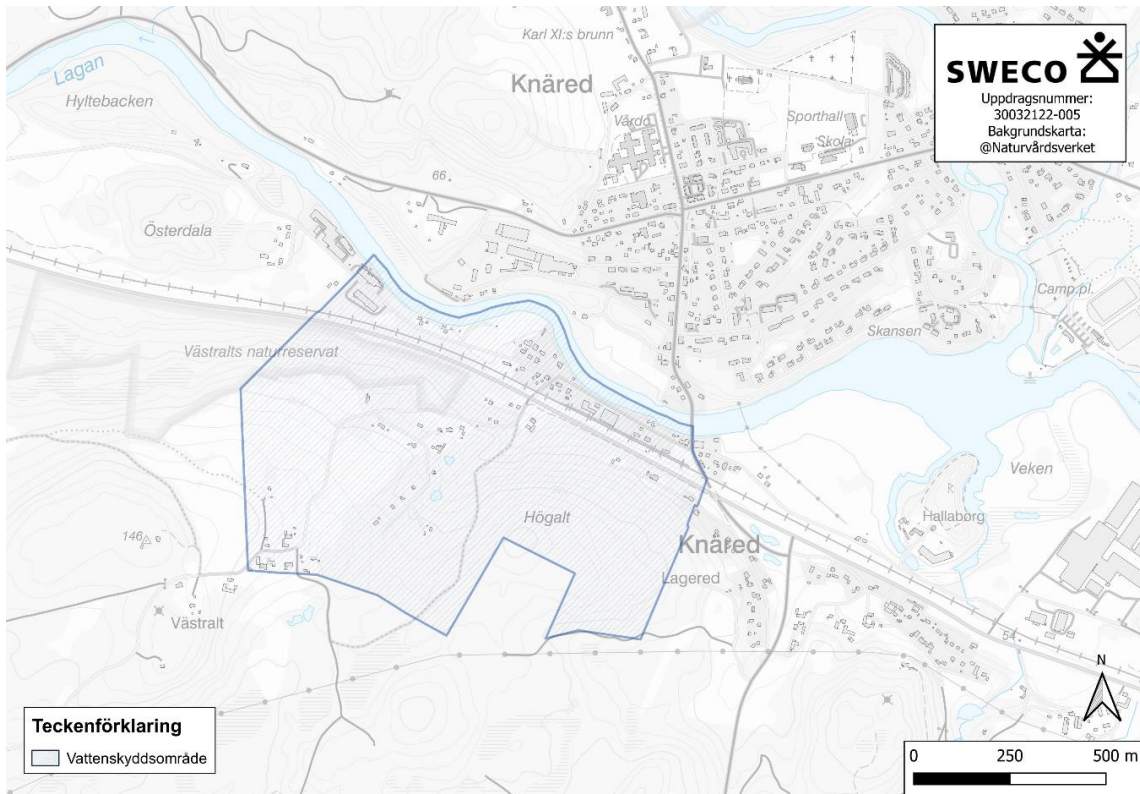 Karl XI:s brunn
SWECO
Uppdragsnummer:
30032122-005
Bakgrundskarta:
@Naturvårdsverket
Lagan
Hyltebacken
Knäred
Vårdc
Sporthall
Skola
66
Österdala
Camp.pl.
Skansen
Västralts naturreservat
Veken
Högalt
Hallaborg
146
Knäred
Lagered
Västralt
54
N
Teckenförklaring
Vattenskyddsområde
0 250 500 m